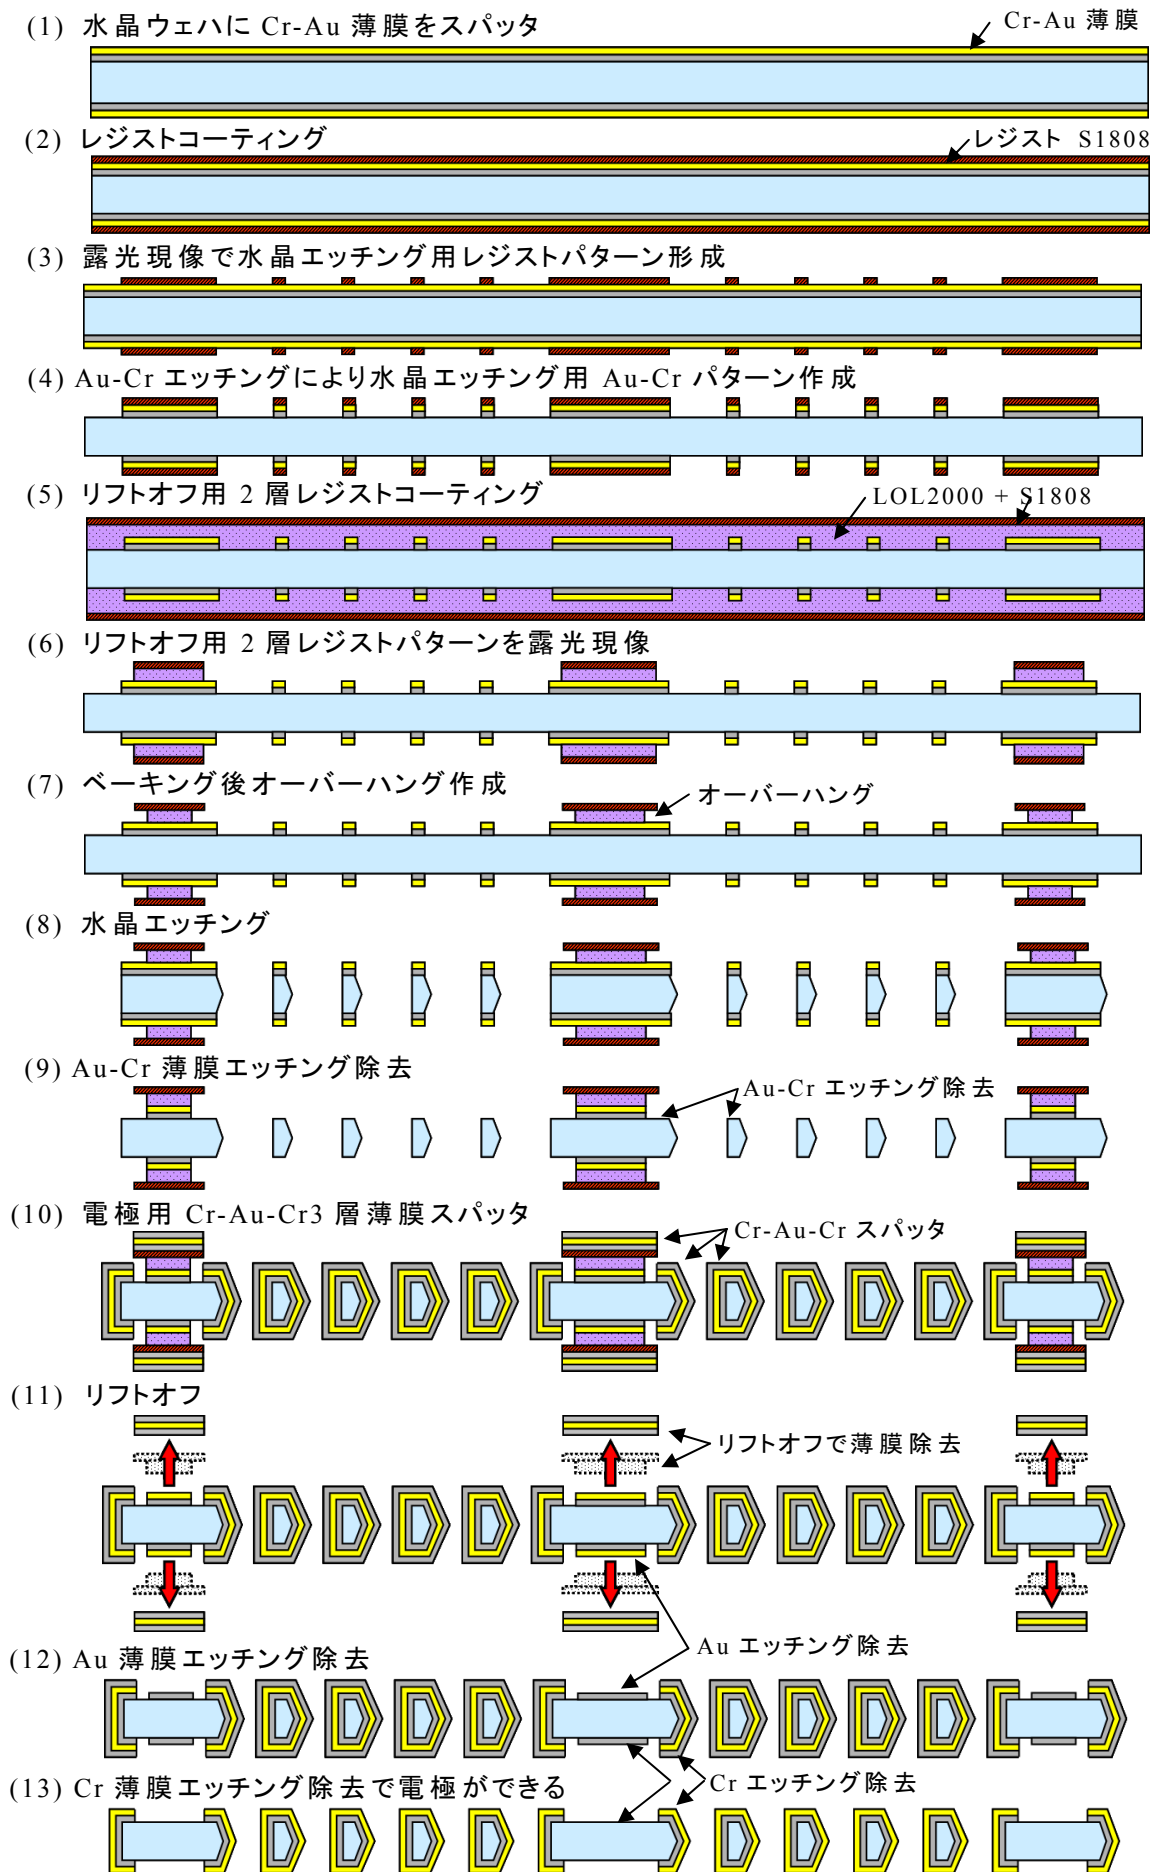 (1) 水晶ウェハに Cr-Au 薄膜をスパッタ
Cr-Au 薄膜
(2) レジストコーティング
レジスト S1808
(3) 露光現像で水晶エッチング用レジストパターン形成
(4) Au-Cr エッチングにより水晶エッチング用 Au-Cr パターン作成
(5) リフトオフ用 2 層レジストコーティング
LOL2000 + S1808
(6) リフトオフ用 2 層レジストパターンを露光現像
(7) ベーキング後オーバーハング作成
オーバーハング
(8) 水晶エッチング
(9) Au-Cr 薄膜エッチング除去
Au-Cr エッチング除去
(10) 電極用 Cr-Au-Cr3 層薄膜スパッタ
Cr-Au-Cr スパッタ
(11) リフトオフ
リフトオフで薄膜除去
Au エッチング除去
(12) Au 薄膜エッチング除去
Cr エッチング除去
(13) Cr 薄膜エッチング除去で電極ができる